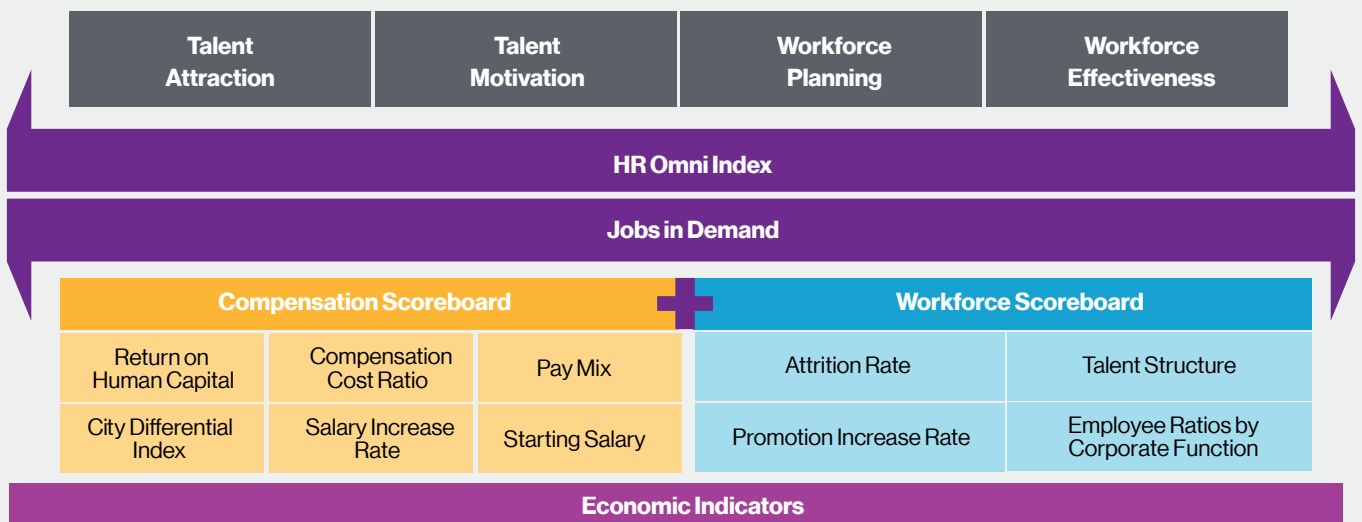 Talent
Attraction
Talent
Motivation
Workforce
Planning
Workforce
Effectiveness
HR Omni Index
Jobs in Demand
Compensation Scoreboard
Workforce Scoreboard
Return on
Human Capital
Compensation
Cost Ratio
Pay Mix
Attrition Rate
Talent Structure
City Differential
Index
Salary Increase
Rate
Starting Salary
Promotion Increase Rate
Employee Ratios by
Corporate Function
Economic Indicators